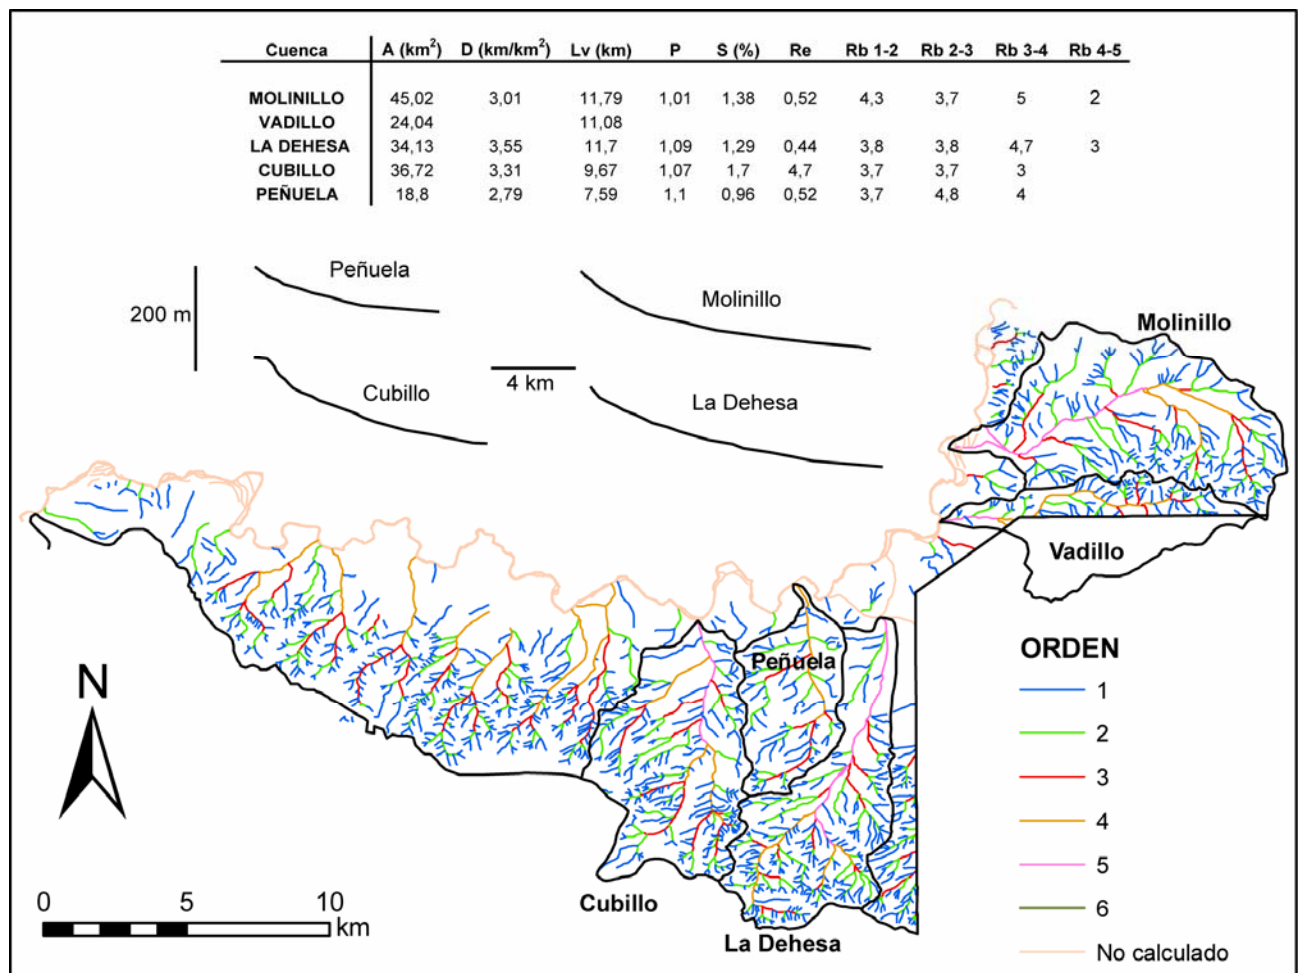 Cuenca A (km²) D (km/km²) Lv (km) P S (%) Re Rb 1-2 Rb 2-3 Rb 3-4 Rb 4-5
MOLINILLO 45,02 3,01 11,79 1,01 1,38 0,52 4,3 3,7 5 2
VADILLO 24,04 11,08
LA DEHESA 34,13 3,55 11,7 1,09 1,29 0,44 3,8 3,8 4,7 3
CUBILLO 36,72 3,31 9,67 1,07 1,7 4,7 3,7 3,7 3
PEÑUELA 18,8 2,79 7,59 1,1 0,96 0,52 3,7 4,8 4
Peñuela
Molinillo
200 m
Cubillo
4 km
La Dehesa
Molinillo
Vadillo
Peñuela
Cubillo
La Dehesa
N
0 5 10
km
ORDEN
1
2
3
4
5
6
No calculado